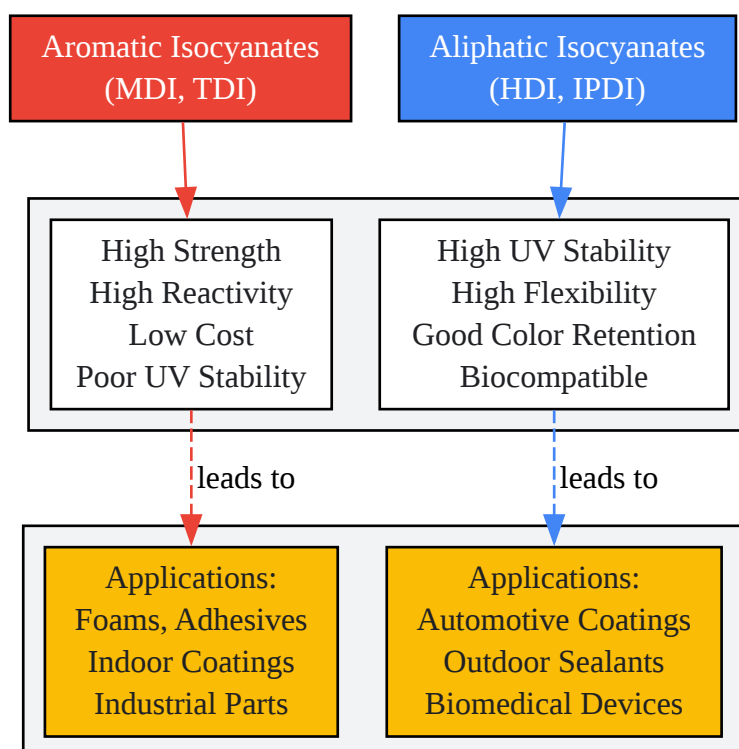 Aromatic Isocyanates
(MDI, TDI)
Aliphatic Isocyanates
(HDI, IPDI)
High Strength
High Reactivity
Low Cost
Poor UV Stability
High UV Stability
High Flexibility
Good Color Retention
Biocompatible
leads to
leads to
Applications:
Foams, Adhesives
Indoor Coatings
Industrial Parts
Applications:
Automotive Coatings
Outdoor Sealants
Biomedical Devices